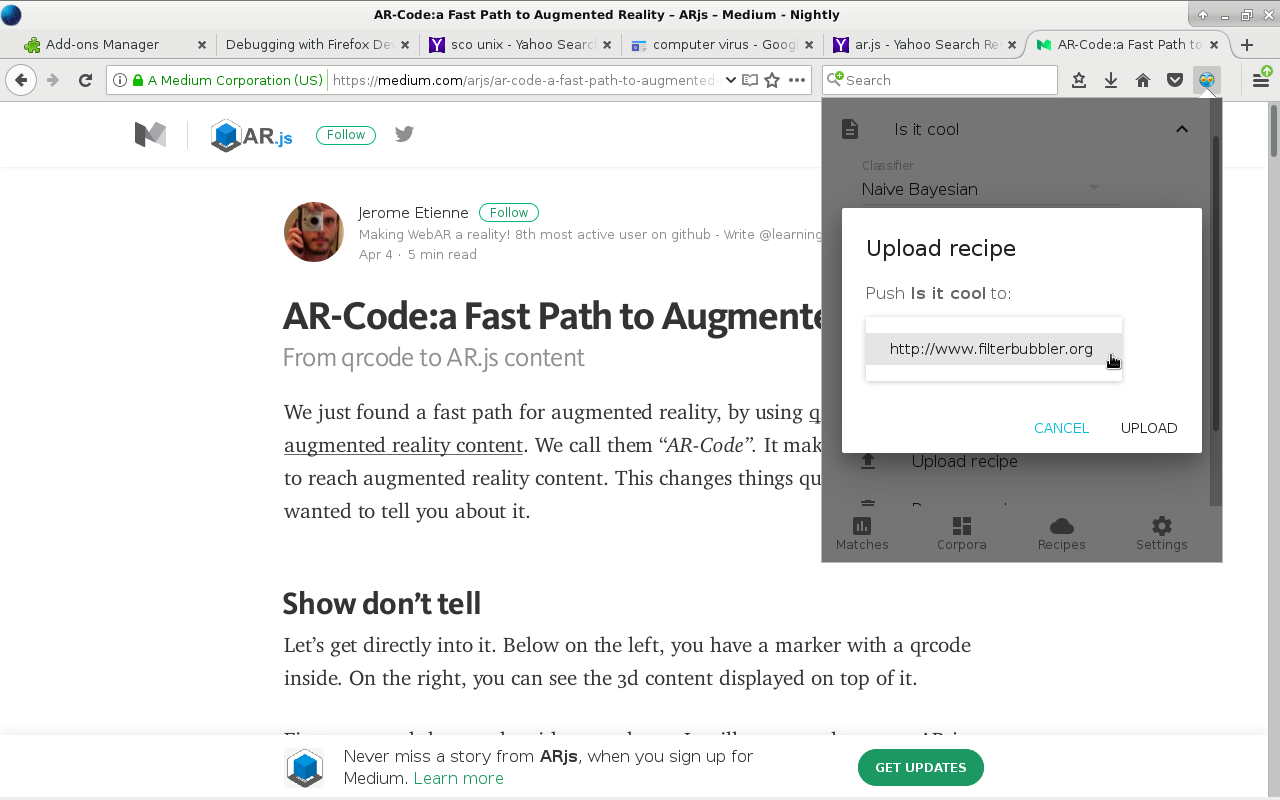 AR-Code:a Fast Path to Augmented Reality – ARjs – Medium - Nightly
Add-ons Manager
Debugging with Firefox Dev
sco unix - Yahoo Search
computer virus - Goog
ar.js - Yahoo Search Re
AR-Code:a Fast Path to
A Medium Corporation (US)
https://medium.com/arjs/ar-code-a-fast-path-to-augmented-
Search
AR.js
Follow
Is it cool
Classifier
Naive Bayesian
Jerome Etienne
Follow
Making WebAR a reality! 8th most active user on github - Write @learning
Apr 4 · 5 min read
Upload recipe
Push Is it cool to:
http://www.filterbubbler.org
CANCEL
UPLOAD
Upload recipe
Matches
Corpora
Recipes
Settings
AR-Code:a Fast Path to Augmente
From qrcode to AR.js content
We just found a fast path for augmented reality, by using q
augmented reality content. We call them “AR-Code”. It mak
to reach augmented reality content. This changes things qu
wanted to tell you about it.
Show don’t tell
Let’s get directly into it. Below on the left, you have a marker with a qrcode
inside. On the right, you can see the 3d content displayed on top of it.
Never miss a story from ARjs, when you sign up for
Medium. Learn more
GET UPDATES